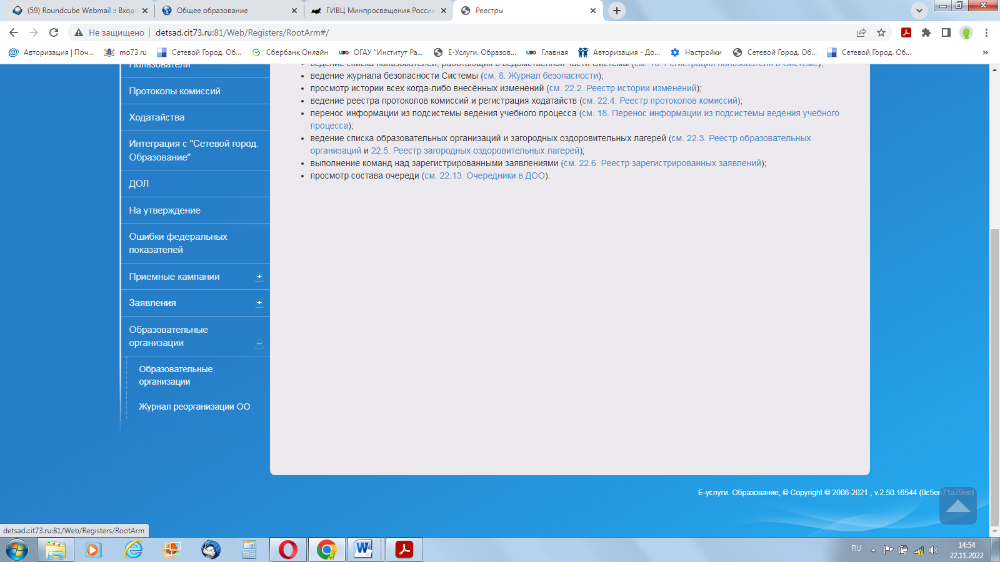 (59) Roundcube Webmail :: Входя
Общее образование
ГИВЦ Минпросвещения России
Реестры
Не защищено
detsad.cit73.ru:81/Web/Registers/RootArm#/
Авторизация | Поч...
mo73.ru
Сетевой Город. Об...
Сбербанк Онлайн
ОГАУ "Институт Ра...
Е-Услуги. Образов...
Главная
Авторизация - До...
Настройки
Сетевой Город. Об...
Сетевой Город. Об...
»
Пользователи
Протоколы комиссий
Ходатайства
Интеграция с "Сетевой город.
Образование"
ДОЛ
На утверждение
Ошибки федеральных
показателей
Приемные кампании
Заявления
Образовательные
организации
Образовательные
организации
Журнал реорганизации ОО
ведение списка пользователей, работающих в ведомственной части Системы (см. 16. Регистрация пользователя в Системе);
ведение журнала безопасности Системы (см. 8. Журнал безопасности);
просмотр истории всех когда-либо внесённых изменений (см. 22.2. Реестр истории изменений);
ведение реестра протоколов комиссий и регистрация ходатайств (см. 22.4. Реестр протоколов комиссий);
перенос информации из подсистемы ведения учебного процесса (см. 18. Перенос информации из подсистемы ведения учебного
процесса);
ведение списка образовательных организаций и загородных оздоровительных лагерей (см. 22.3. Реестр образовательных
организаций и 22.5. Реестр загородных оздоровительных лагерей);
выполнение команд над зарегистрированными заявлениями (см. 22.6. Реестр зарегистрированных заявлений);
просмотр состава очереди (см. 22.13. Очередники в ДОО).
Е-услуги. Образование, © Copyright © 2006-2021 , v.2.50.16544 (0c5ee71a79ee)
detsad.cit73.ru:81/Web/Registers/RootArm
RU
14:54
22.11.2022